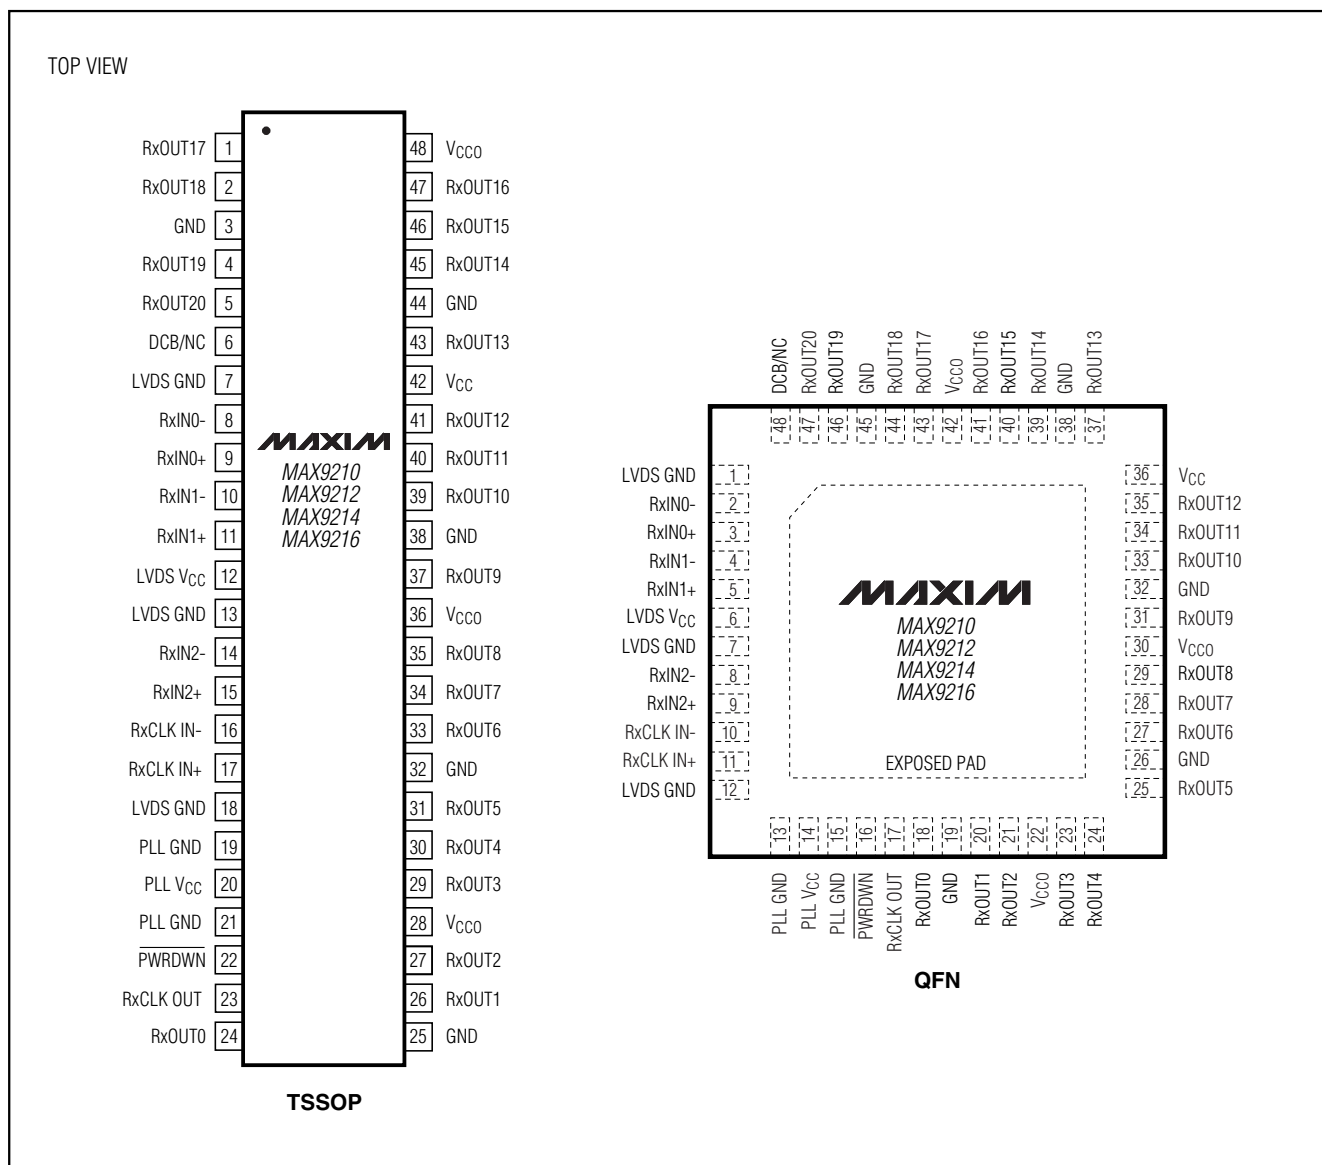 TOP VIEW
RxOUT17 1
RxOUT18 2
GND 3
RxOUT19 4
RxOUT20 5
DCB/NC 6
LVDS GND 7
RxIN0- 8
RxIN0+ 9
RxIN1- 10
RxIN1+ 11
LVDS VCC 12
LVDS GND 13
RxIN2- 14
RxIN2+ 15
RxCLK IN- 16
RxCLK IN+ 17
LVDS GND 18
PLL GND 19
PLL VCC 20
PLL GND 21
PWRDWN 22
RxCLK OUT 23
RxOUT0 24
MAXIM
MAX9210
MAX9212
MAX9214
MAX9216
48 VCCO
47 RxOUT16
46 RxOUT15
45 RxOUT14
44 GND
43 RxOUT13
42 VCC
41 RxOUT12
40 RxOUT11
39 RxOUT10
38 GND
37 RxOUT9
36 VCCO
35 RxOUT8
34 RxOUT7
33 RxOUT6
32 GND
31 RxOUT5
30 RxOUT4
29 RxOUT3
28 VCCO
27 RxOUT2
26 RxOUT1
25 GND
TSSOP
DCB/NC 48
RxOUT20 47
RxOUT19 46
GND 45
RxOUT18 44
RxOUT17 43
VCCO 42
RxOUT16 41
RxOUT15 40
RxOUT14 39
GND 38
RxOUT13 37
LVDS GND 1
RxIN0- 2
RxIN0+ 3
RxIN1- 4
RxIN1+ 5
LVDS VCC 6
LVDS GND 7
RxIN2- 8
RxIN2+ 9
RxCLK IN- 10
RxCLK IN+ 11
LVDS GND 12
MAXIM
MAX9210
MAX9212
MAX9214
MAX9216
EXPOSED PAD
36 VCC
35 RxOUT12
34 RxOUT11
33 RxOUT10
32 GND
31 RxOUT9
30 VCCO
29 RxOUT8
28 RxOUT7
27 RxOUT6
26 GND
25 RxOUT5
PLL GND 13
PLL VCC 14
PLL GND 15
PWRDWN 16
RxCLK OUT 17
RxOUT0 18
GND 19
RxOUT1 20
RxOUT2 21
VCCO 22
RxOUT3 23
RxOUT4 24
QFN